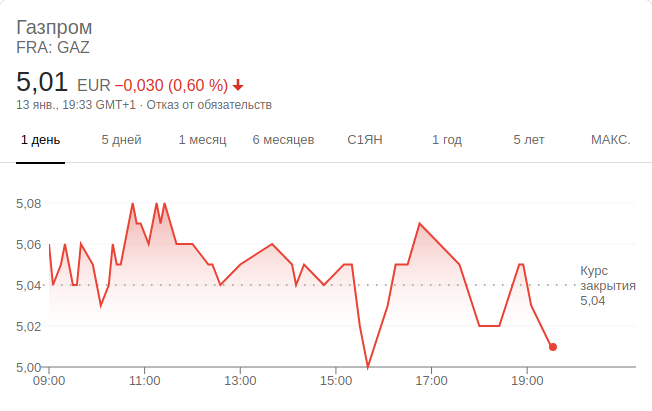 Газпром
FRA: GAZ
5,01 EUR −0,030 (0,60 %)
13 янв., 19:33 GMT+1 · Отказ от обязательств
1 день 5 дней 1 месяц 6 месяцев С1ЯН 1 год 5 лет МАКС.
5,08
5,06
5,04
5,02
5,00
Курс
закрытия
5,04
09:00 11:00 13:00 15:00 17:00 19:00